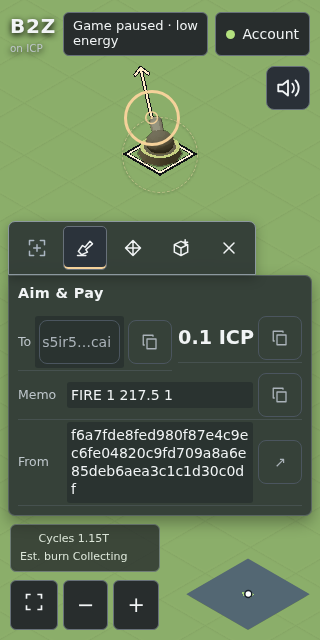 B2Z
on ICP
Game paused · low
energy
Account
Aim & Pay
To
s5ir5...cai
0.1 ICP
Memo
FIRE 1 217.5 1
From
f6a7fde8fed980f87e4c9e
c6fe04820c9fd709a8a6e
85deb6aea3c1c1d30c0d
f
Cycles 1.15T
Est. burn Collecting